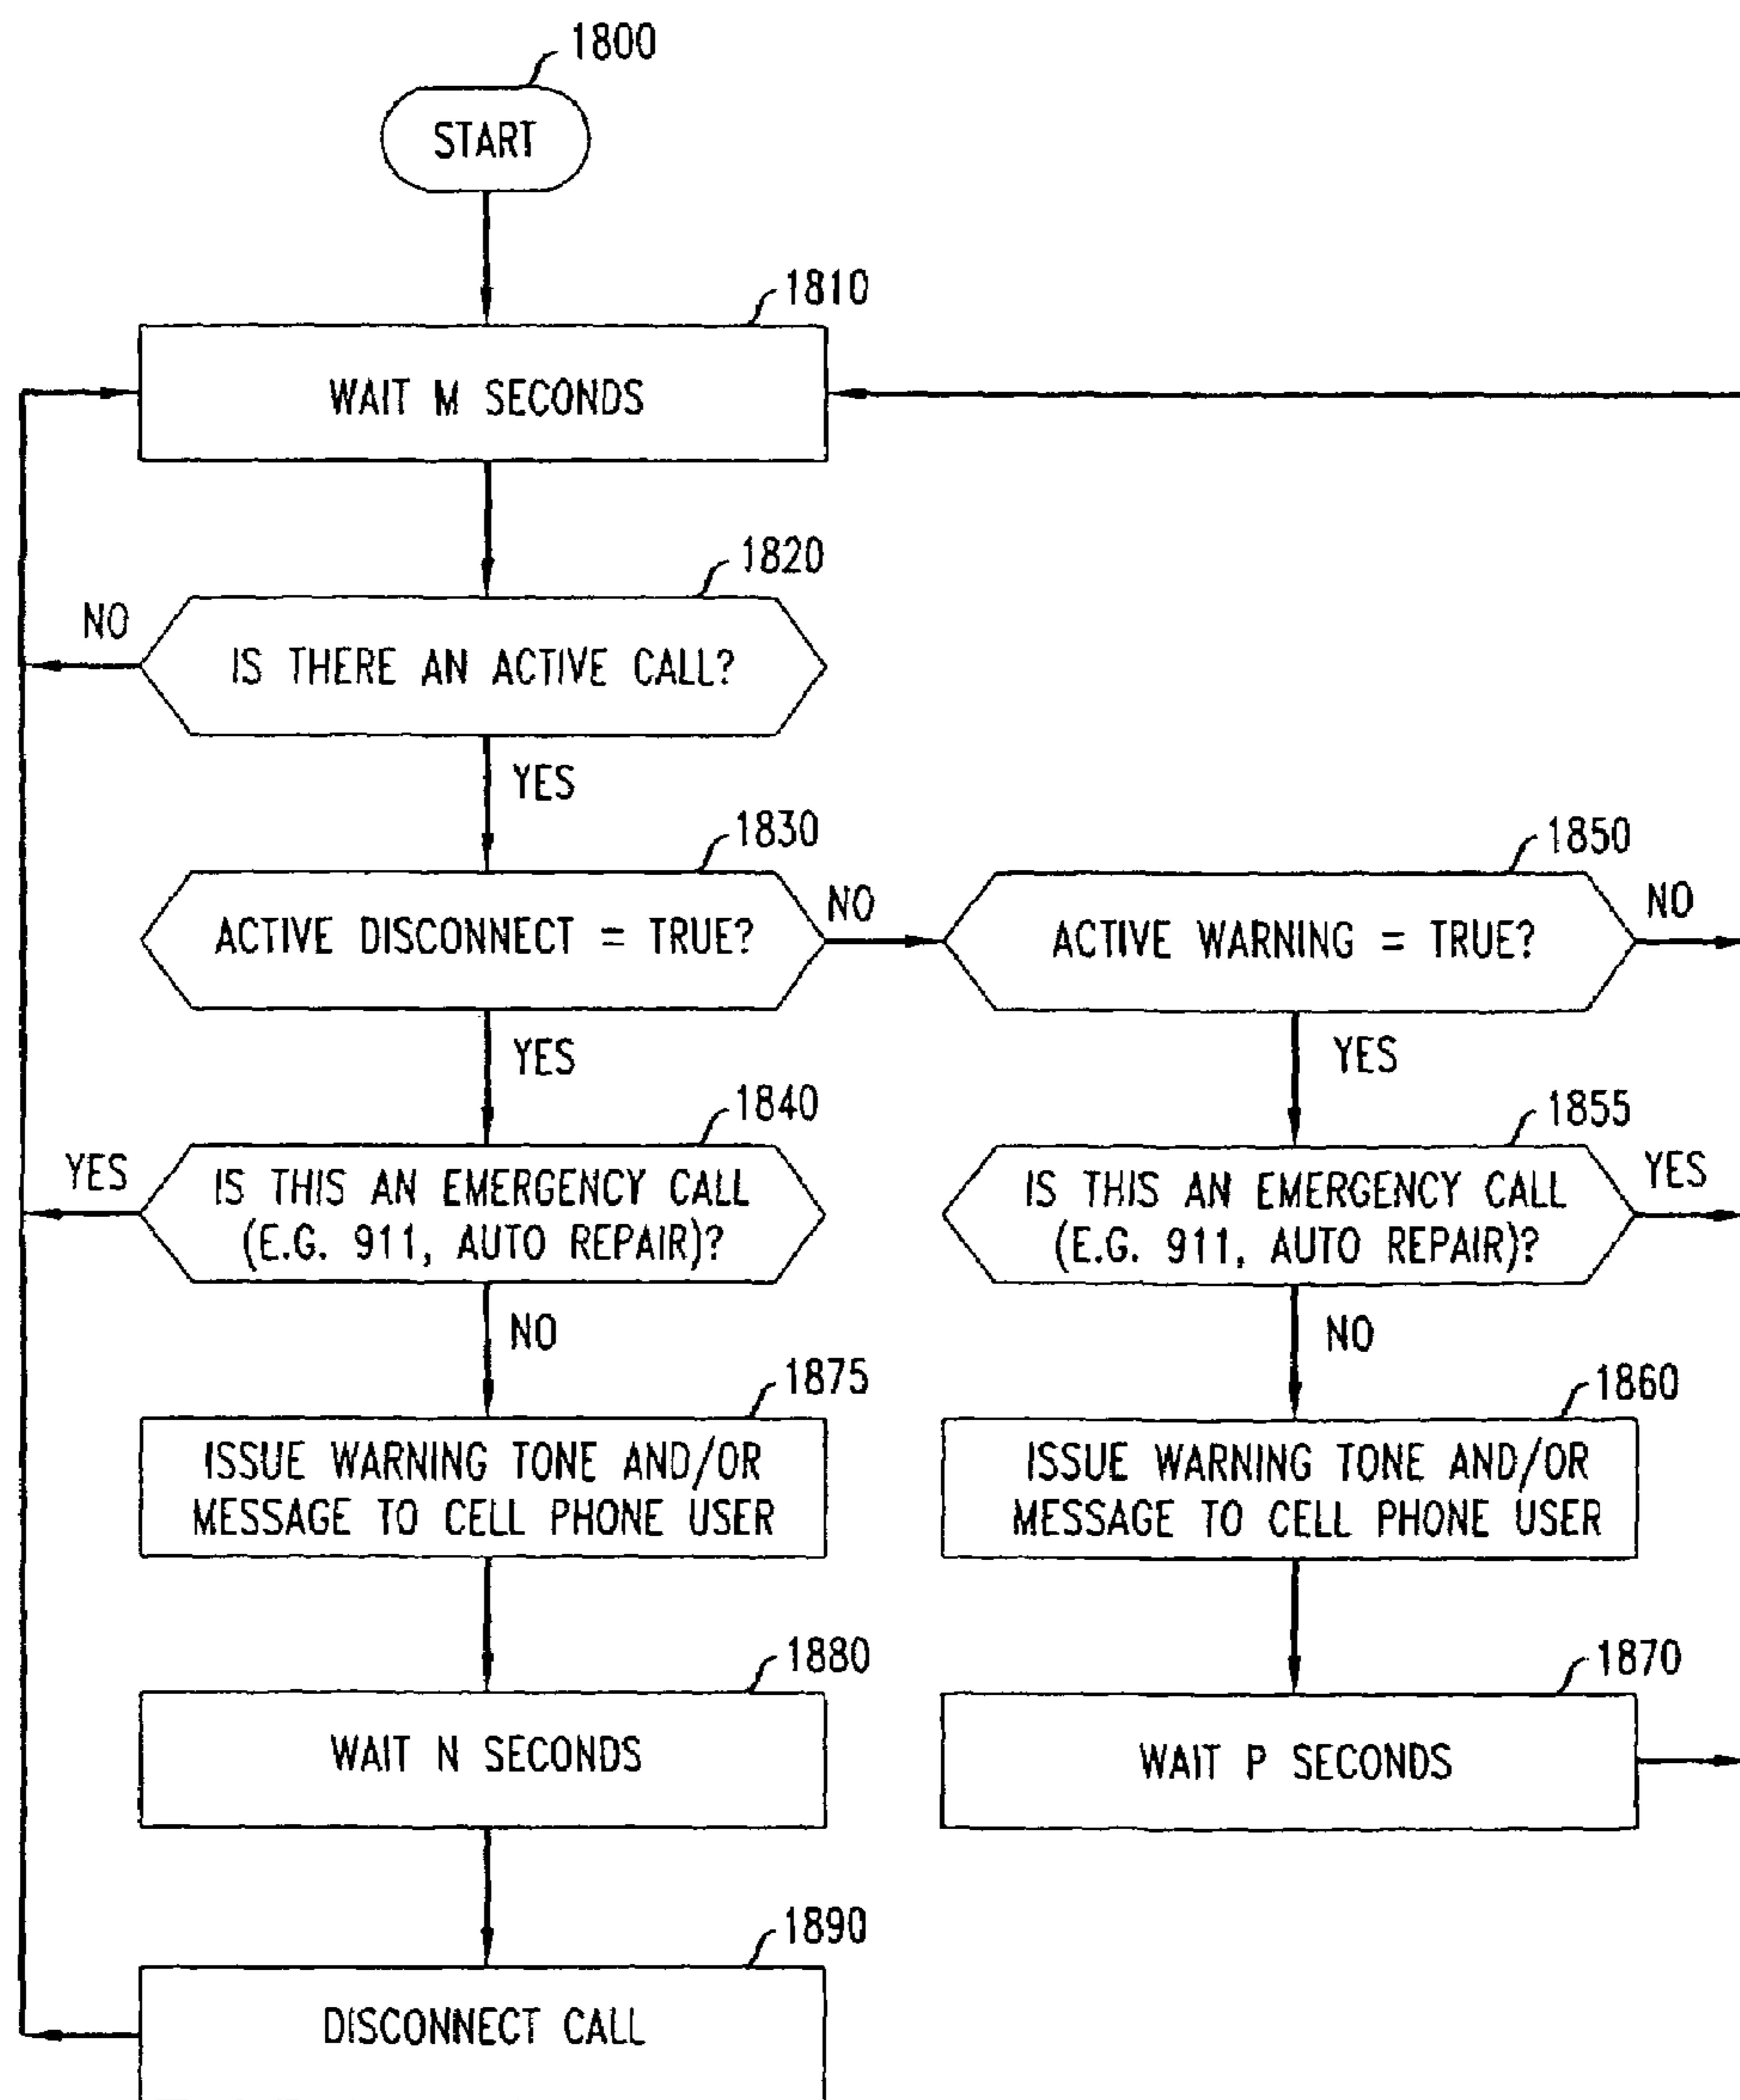 1800
START
1810
WAIT M SECONDS
1820
NO
IS THERE AN ACTIVE CALL?
YES
1830
1850
ACTIVE DISCONNECT = TRUE?
NO
ACTIVE WARNING = TRUE?
NO
YES
YES
1840
1855
YES
IS THIS AN EMERGENCY CALL
(E.G. 911, AUTO REPAIR)?
IS THIS AN EMERGENCY CALL
(E.G. 911, AUTO REPAIR)?
YES
NO
NO
1875
1860
ISSUE WARNING TONE AND/OR
MESSAGE TO CELL PHONE USER
ISSUE WARNING TONE AND/OR
MESSAGE TO CELL PHONE USER
1880
1870
WAIT N SECONDS
WAIT P SECONDS
1890
DISCONNECT CALL